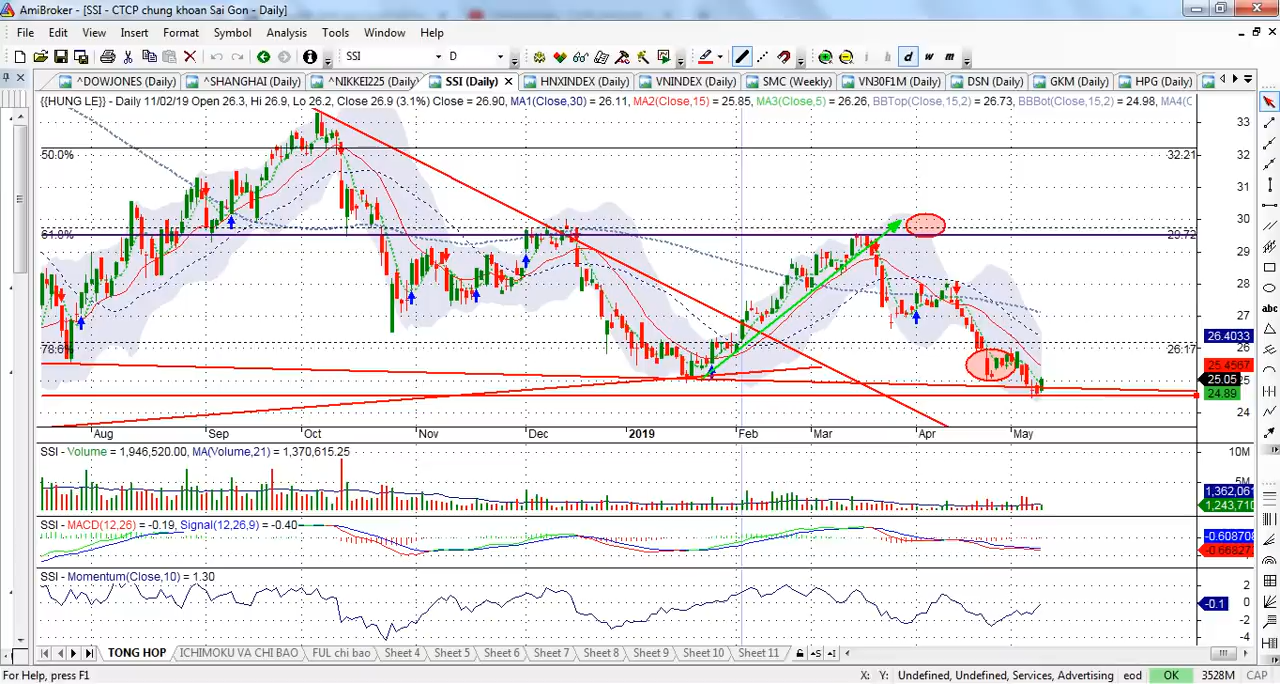 AmiBroker - [SSI - CTCP chung khoan Sai Gon - Daily]
File Edit View Insert Format Symbol Analysis Tools Window Help
SSI D i h d w m
^DOWJONES (Daily) ^SHANGHAI (Daily) ^NIKKEI225 (Daily) SSI (Daily) HNXINDEX (Daily) VNINDEX (Daily) SMC (Weekly) VN30F1M (Daily) DSN (Daily) GKM (Daily) HPG (Daily)
{{HUNG LE}} - Daily 11/02/19 Open 26.3, Hi 26.9, Lo 26.2, Close 26.9 (3.1%) Close = 26.90, MA1(Close,30) = 26.11, MA2(Close,15) = 25.85, MA3(Close,5) = 26.26, BBTop(Close,15,2) = 26.73, BBBot(Close,15,2) = 24.98, MA4(C
33
50.0% 32.21
32
31
abc
30
61.8% 29.72
29
28
27
26.4033
78.6% 26.17 26
25.4567
25.05 25
24.89
24
Aug Sep Oct Nov Dec 2019 Feb Mar Apr May
SSI - Volume = 1,946,520.00, MA(Volume,21) = 1,370,615.25 10M
5M
1,362,061
1,243,710
SSI - MACD(12,26) = -0.19, Signal(12,26,9) = -0.40
-0.608708
-0.66827
SSI - Momentum(Close,10) = 1.30
2
0
-0.1
-2
-4
TONG HOP ICHIMOKU VA CHI BAO FUL chi bao Sheet 4 Sheet 5 Sheet 6 Sheet 7 Sheet 8 Sheet 9 Sheet 10 Sheet 11
For Help, press F1 X: Y: Undefined, Undefined, Services, Advertising eod OK 3528M CAP